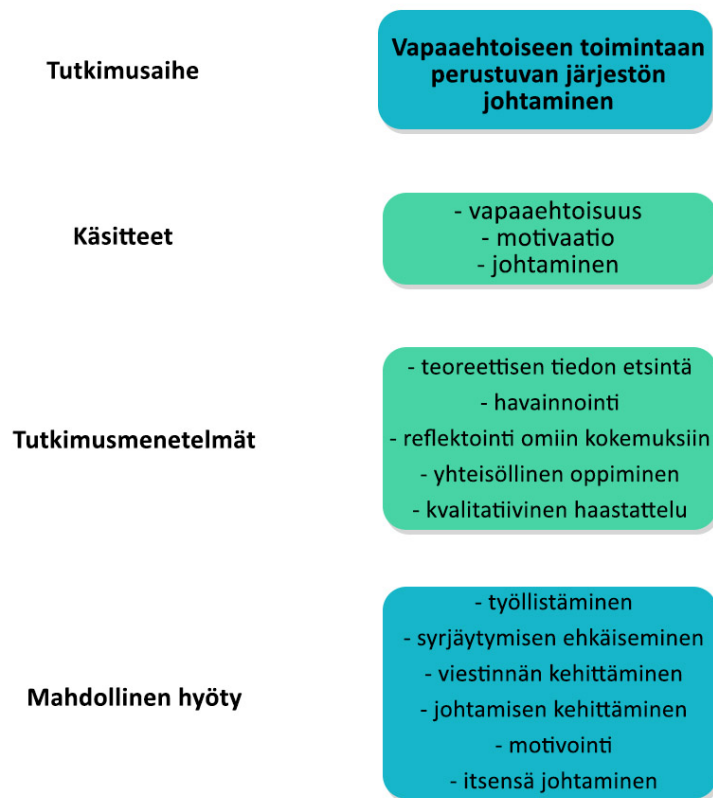 Tutkimusaihe
Vapaaehtoiseen toimintaan
perustuvan järjestön
johtaminen
Käsitteet
- vapaaehtoisuus
- motivaatio
- johtaminen
Tutkimusmenetelmät
- teoreettisen tiedon etsintä
- havainnointi
- reflektointi omiin kokemuksiin
- yhteisöllinen oppiminen
- kvalitatiivinen haastattelu
Mahdollinen hyöty
- työllistäminen
- syrjäytymisen ehkäiseminen
- viestinnän kehittäminen
- johtamisen kehittäminen
- motivointi
- itsensä johtaminen